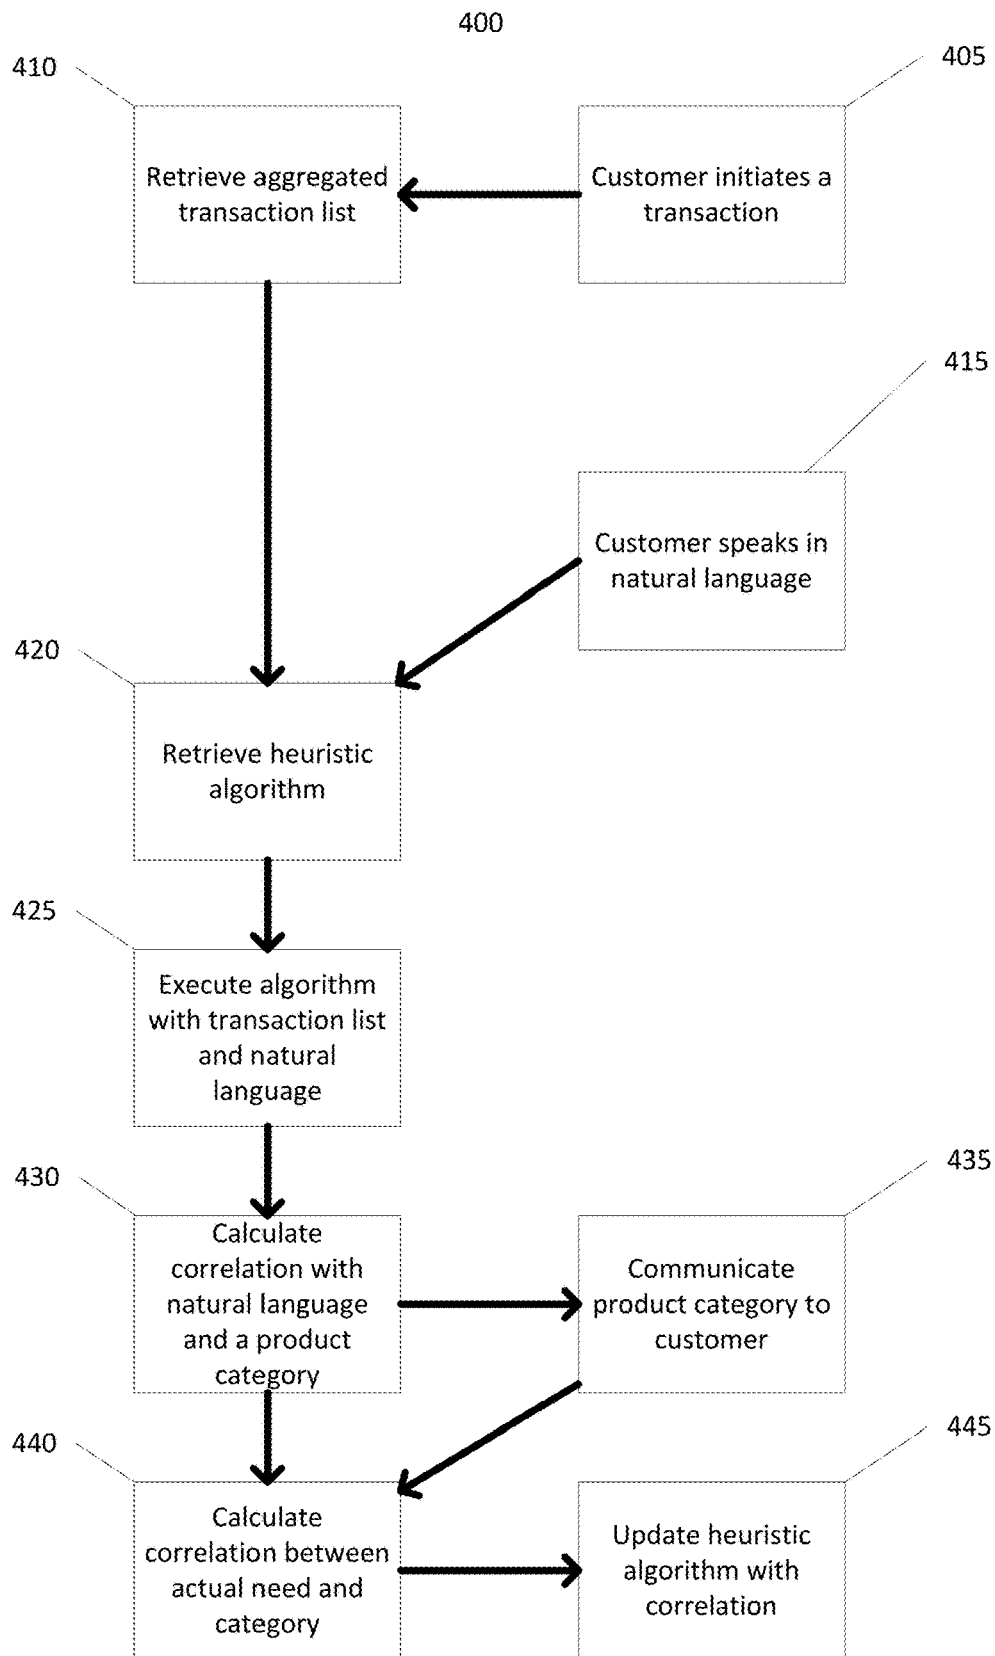 400
410
405
Retrieve aggregated
transaction list
Customer initiates a
transaction
415
Customer speaks in
natural language
420
Retrieve heuristic
algorithm
425
Execute algorithm
with transaction list
and natural
language
430
435
Calculate
correlation with
natural language
and a product
category
Communicate
product category to
customer
440
445
Calculate
correlation between
actual need and
category
Update heuristic
algorithm with
correlation